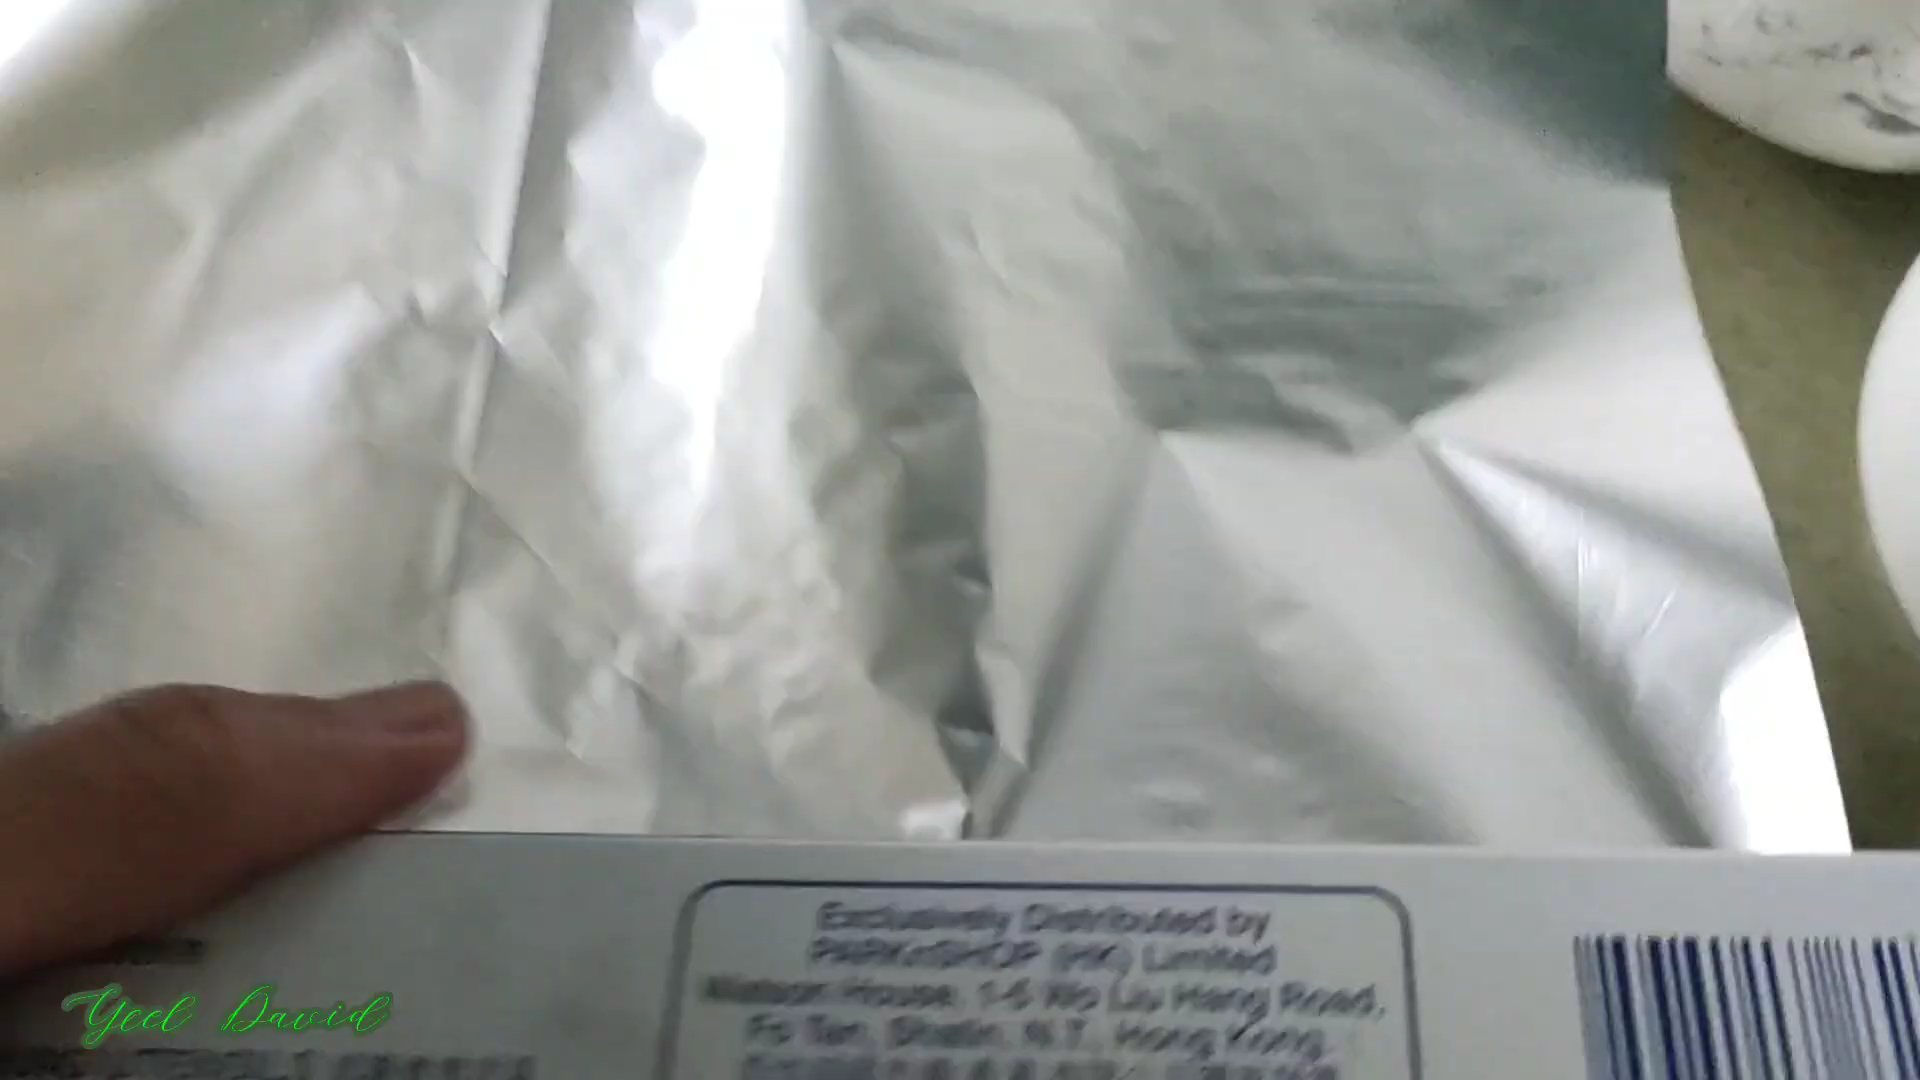 Exclusively Distributed by
PARKnSHOP (HK) Limited
Watson House, 1-5 Wo Liu Hang Road,
Fo Tan, Shatin, N.T., Hong Kong
Yeel David